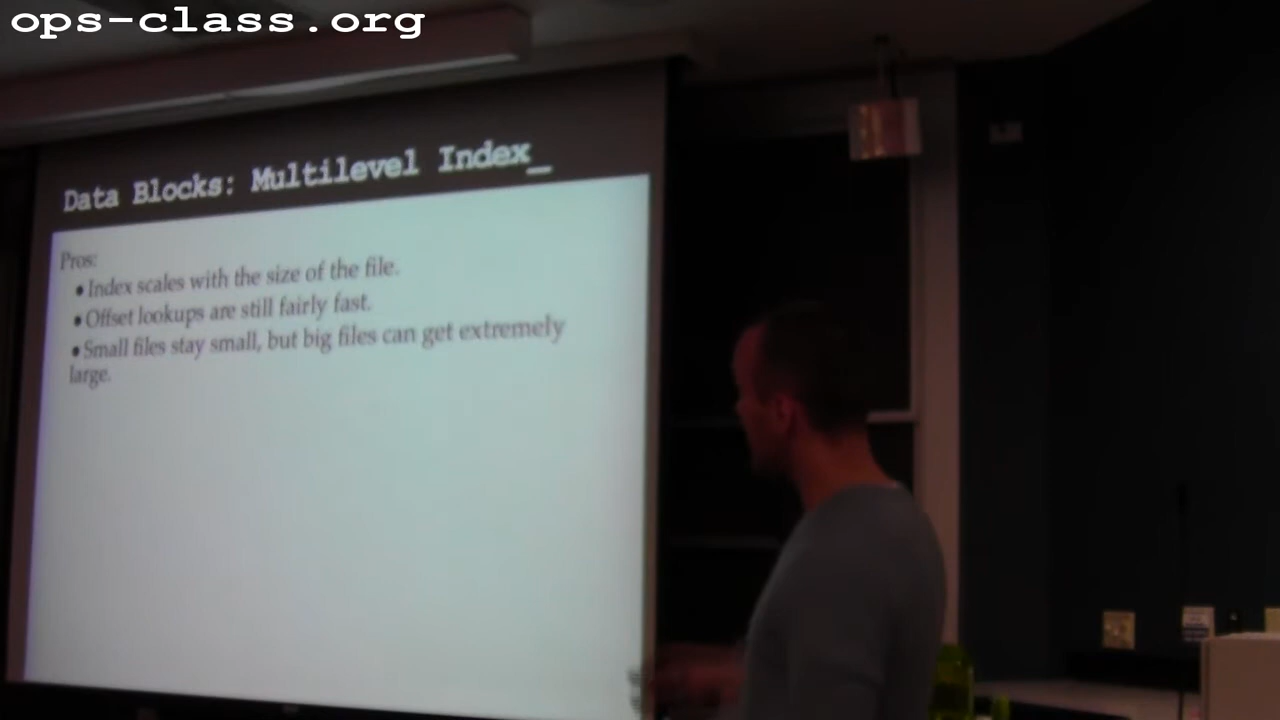 ops-class.org
Data Blocks: Multilevel Index_
Pros:
• Index scales with the size of the file.
• Offset lookups are still fairly fast.
• Small files stay small, but big files can get extremely
large.